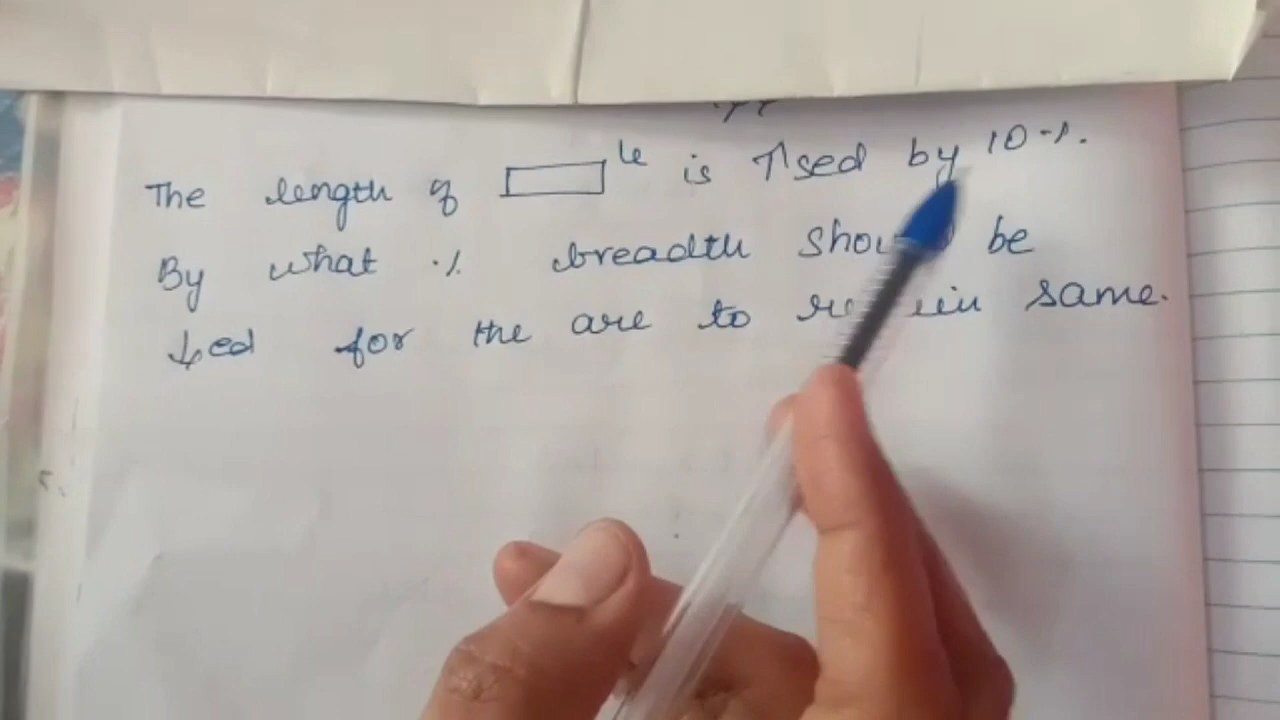 The length of ▭le is ↑sed by 10 %.
By what % breadth should be
↓ed for the are to remain same.